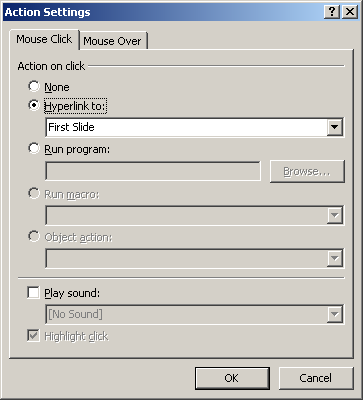 Action Settings
Mouse Click Mouse Over
Action on click
None
Hyperlink to:
First Slide
Run program:
Browse...
Run macro:
Object action:
Play sound:
[No Sound]
Highlight click
OK Cancel